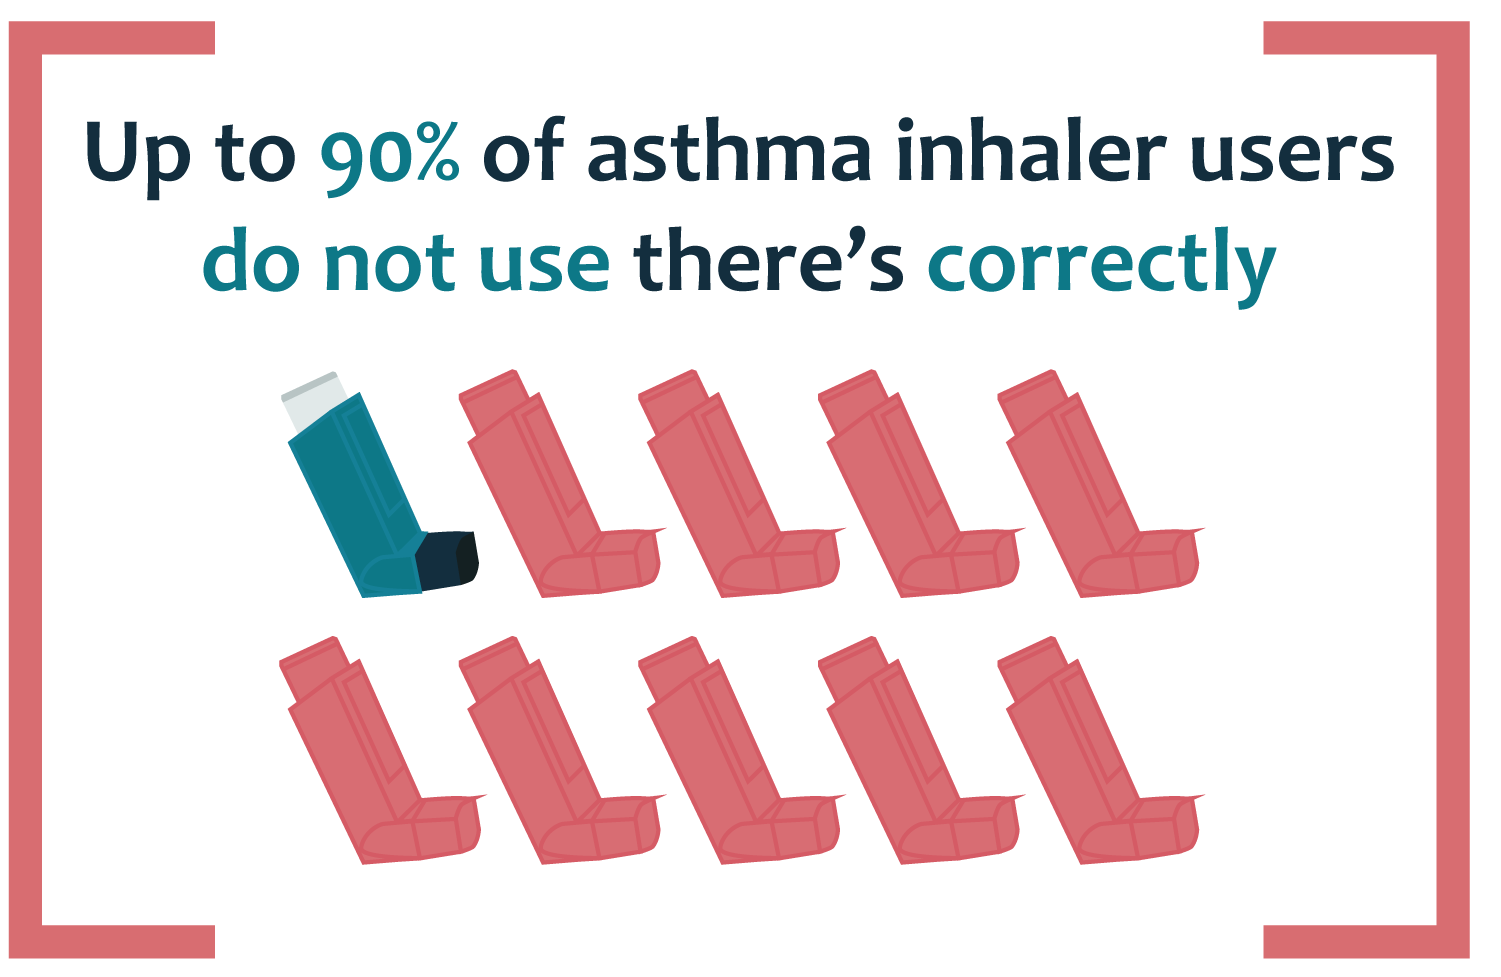 Up to 90% of asthma inhaler users
do not use there’s correctly